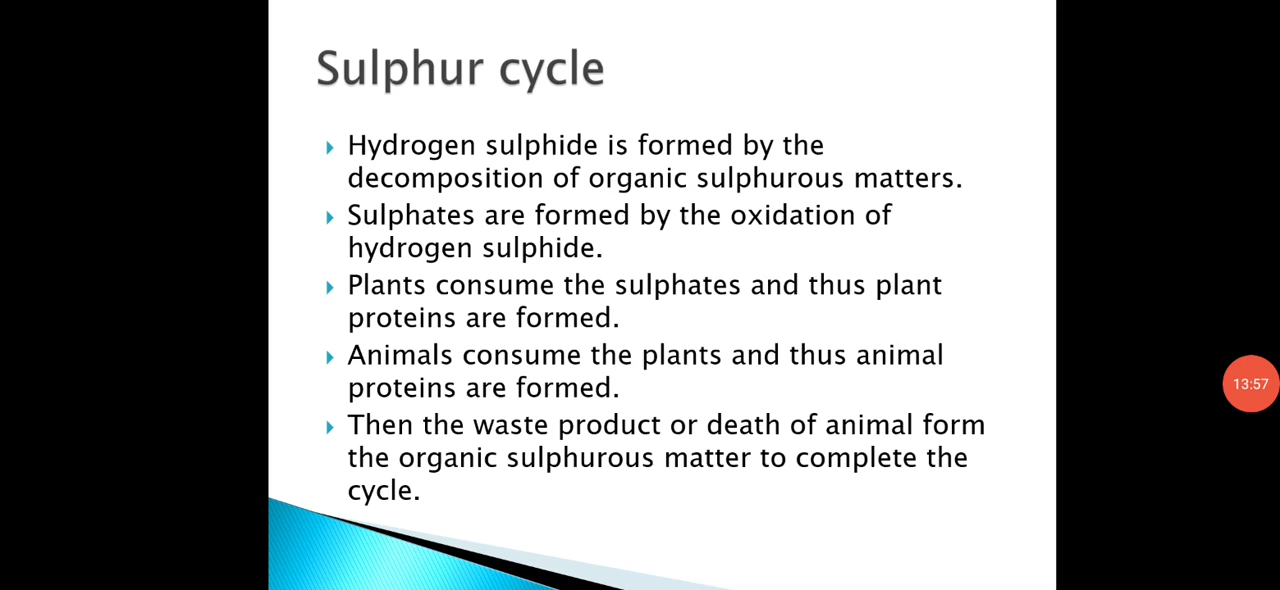 Sulphur cycle
Hydrogen sulphide is formed by the
decomposition of organic sulphurous matters.
Sulphates are formed by the oxidation of
hydrogen sulphide.
Plants consume the sulphates and thus plant
proteins are formed.
Animals consume the plants and thus animal
proteins are formed.
Then the waste product or death of animal form
the organic sulphurous matter to complete the
cycle.
13:57